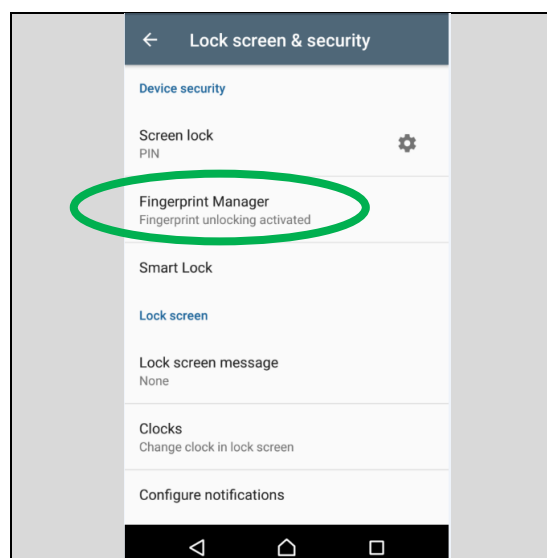 Lock screen & security
Device security
Screen lock
PIN
Fingerprint Manager
Fingerprint unlocking activated
Smart Lock
Lock screen
Lock screen message
None
Clocks
Change clock in lock screen
Configure notifications